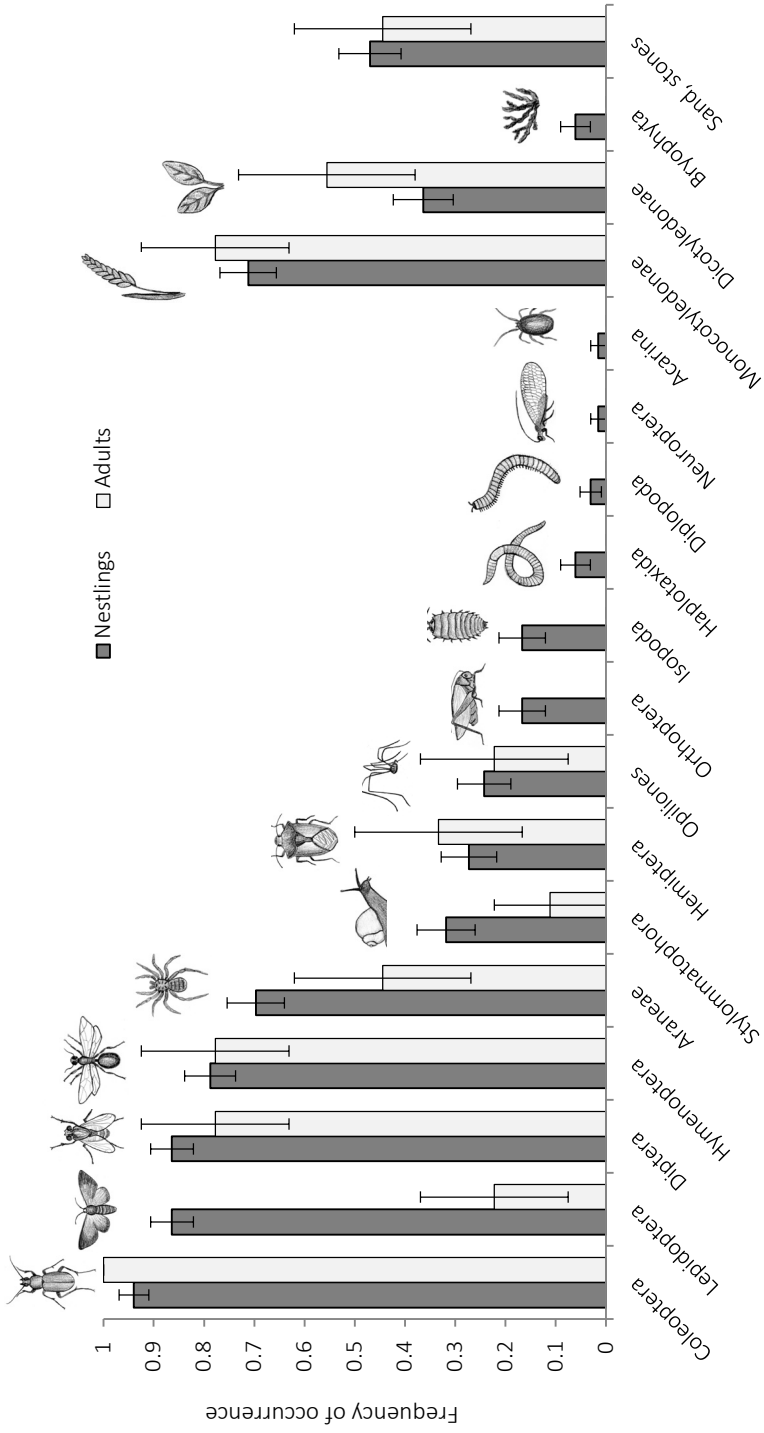 Frequency of occurrence
1
0.9
0.8
0.7
0.6
0.5
0.4
0.3
0.2
0.1
0
Nestlings
Adults
Coleoptera
Lepidoptera
Diptera
Hymenoptera
Araneae
Stylommatophora
Hemiptera
Opiliones
Orthoptera
Isopoda
Haplotaxida
Diplopoda
Neuroptera
Acarina
Monocotyledonae
Dicotyledonae
Bryophyta
Sand, stones